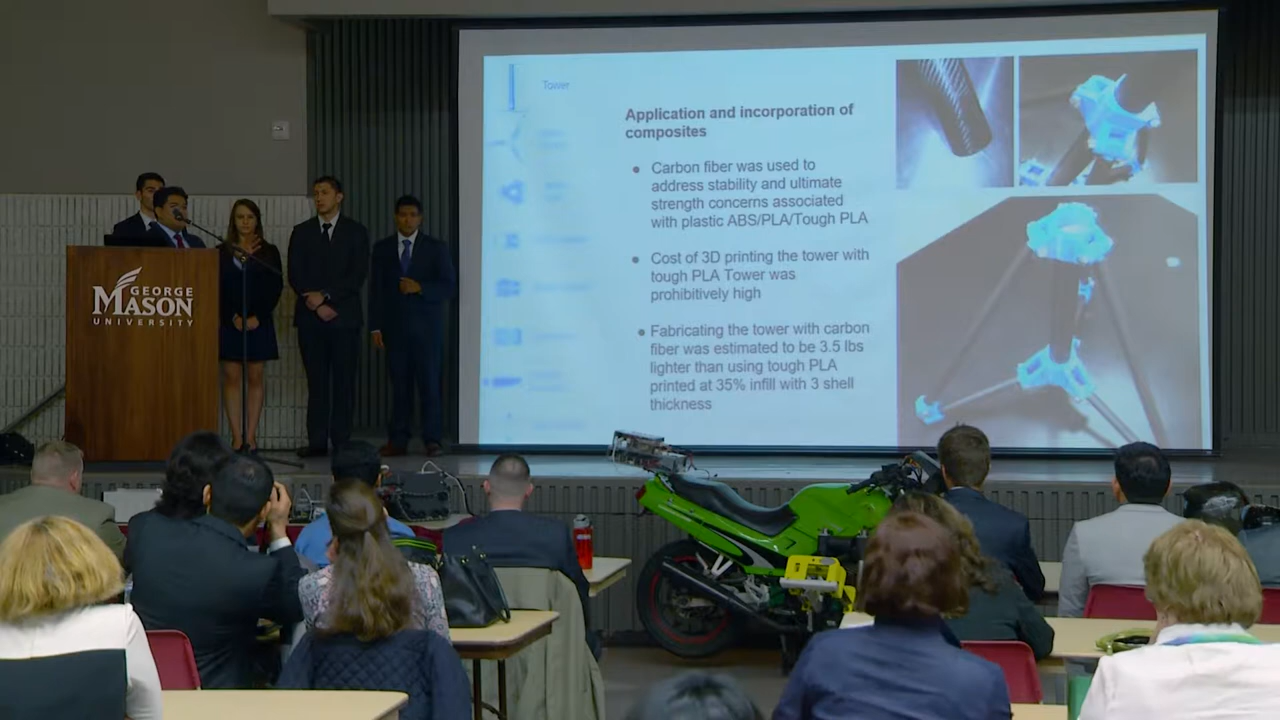 Tower
Application and incorporation of
composites
• Carbon fiber was used to
address stability and ultimate
strength concerns associated
with plastic ABS/PLA/Tough PLA
• Cost of 3D printing the tower with
tough PLA Tower was
prohibitively high
• Fabricating the tower with carbon
fiber was estimated to be 3.5 lbs
lighter than using tough PLA
printed at 35% infill with 3 shell
thickness
GEORGE
MASON
UNIVERSITY